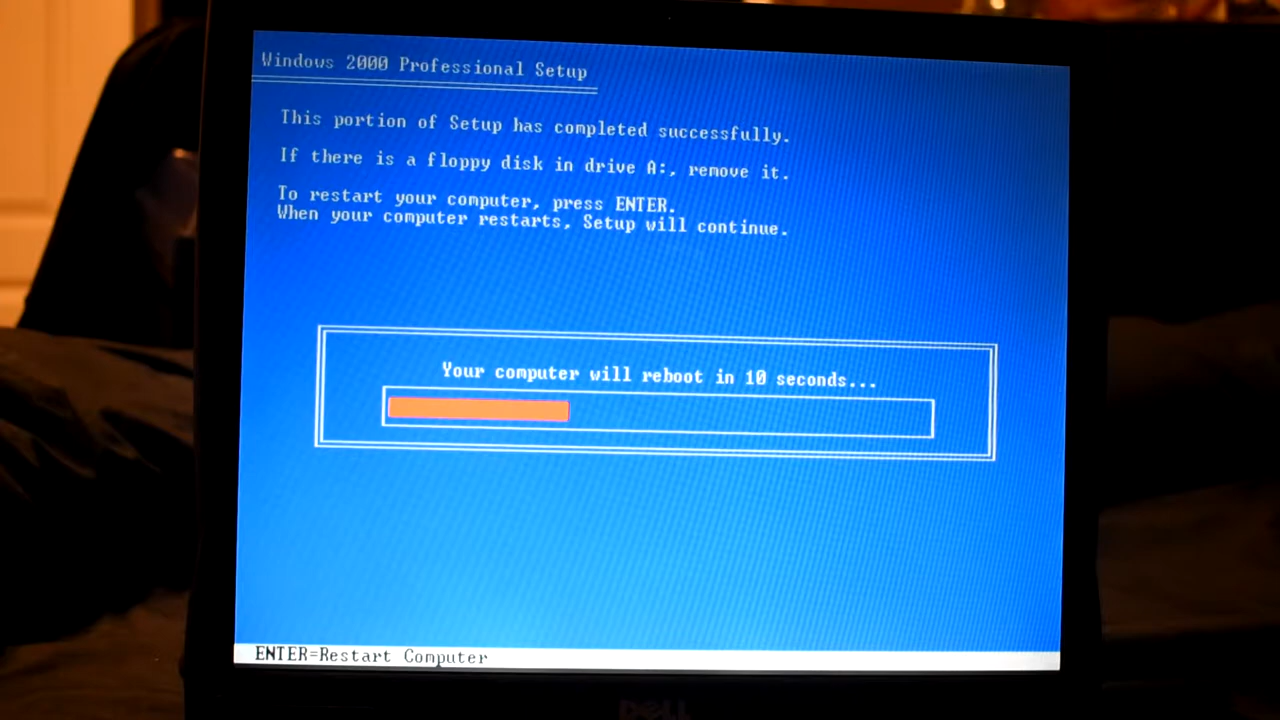 Windows 2000 Professional Setup
This portion of Setup has completed successfully.
If there is a floppy disk in drive A:, remove it.
To restart your computer, press ENTER.
When your computer restarts, Setup will continue.
Your computer will reboot in 10 seconds...
ENTER=Restart Computer
DELL